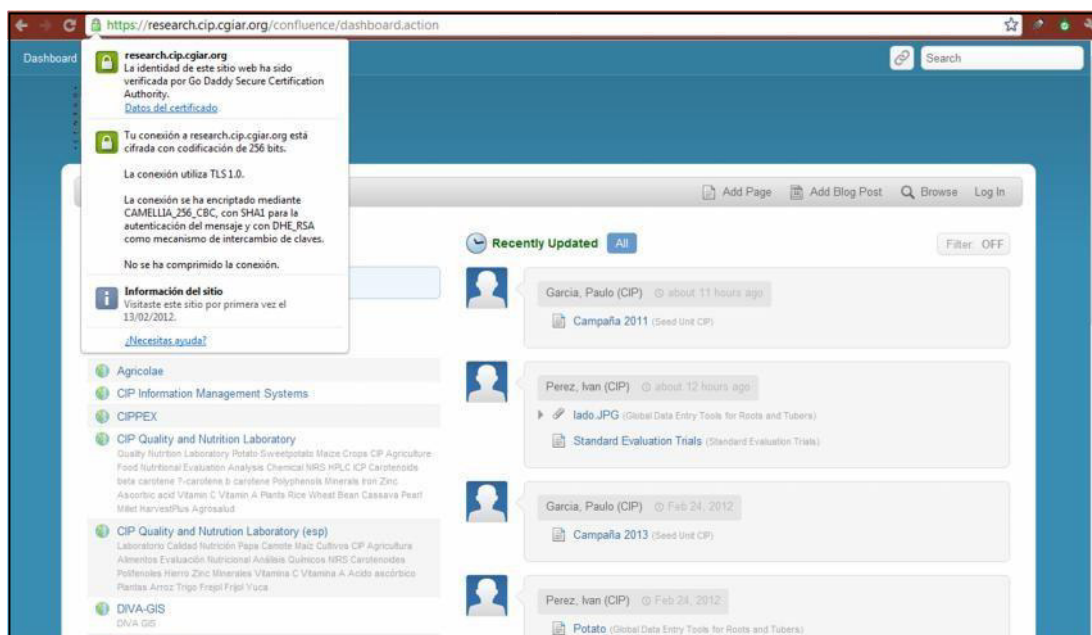 https://research.cip.cgiar.org/confluence/dashboard.action
Dashboard
Search
research.cip.cgiar.org
La identidad de este sitio web ha sido
verificada por Go Daddy Secure Certification
Authority.
Datos del certificado
Tu conexión a research.cip.cgiar.org está
cifrada con codificación de 256 bits.
La conexión utiliza TLS 1.0.
La conexión se ha encriptado mediante
CAMELLIA_256_CBC, con SHA1 para la
autenticación del mensaje y con DHE_RSA
como mecanismo de intercambio de claves.
No se ha comprimido la conexión.
Información del sitio
Visitaste este sitio por primera vez el
13/02/2012.
¿Necesitas ayuda?
Add Page Add Blog Post Browse Log In
Agricolae
CIP Information Management Systems
CIPPEX
CIP Quality and Nutrition Laboratory
Quality Nutrition Laboratory Potato Sweetpotato Maize Crops CIP Agriculture
Food Nutritional Evaluation Analysis Chemical NIRS HPLC ICP Carotenoids
beta carotene ?-carotene b carotene Polyphenols Minerals Iron Zinc
Ascorbic acid Vitamin C Vitamin A Plants Rice Wheat Bean Cassava Pearl
Millet HarvestPlus Agrosalud
CIP Quality and Nutrution Laboratory (esp)
Laboratorio Calidad Nutrición Papa Camote Maíz Cultivos CIP Agricultura
Alimentos Evaluación Nutricional Análisis Químicos NIRS Carotenoides
Polifenoles Hierro Zinc Minerales Vitamina C Vitamina A Acido ascórbico
Plantas Arroz Trigo Frejol Frijol Yuca
DIVA-GIS
DIVA GIS
Recently Updated All
Filter: OFF
Garcia, Paulo (CIP) about 11 hours ago
Campaña 2011 (Seed Unit CIP)
Perez, Ivan (CIP) about 12 hours ago
lado.JPG (Global Data Entry Tools for Roots and Tubers)
Standard Evaluation Trials (Standard Evaluation Trials)
Garcia, Paulo (CIP) Feb 24, 2012
Campaña 2013 (Seed Unit CIP)
Perez, Ivan (CIP) Feb 24, 2012
Potato (Global Data Entry Tools for Roots and Tubers)